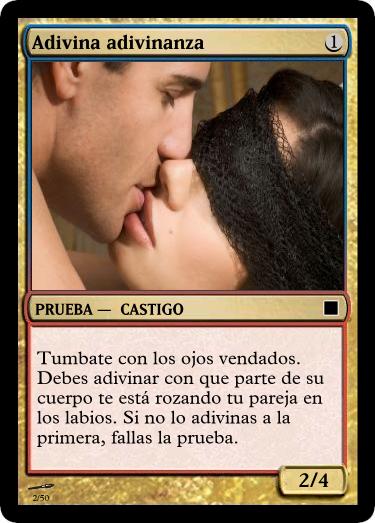 Adivina adivinanza
1
PRUEBA — CASTIGO
Tumbate con los ojos vendados.
Debes adivinar con que parte de su
cuerpo te está rozando tu pareja en
los labios. Si no lo adivinas a la
primera, fallas la prueba.
2/4
2/50